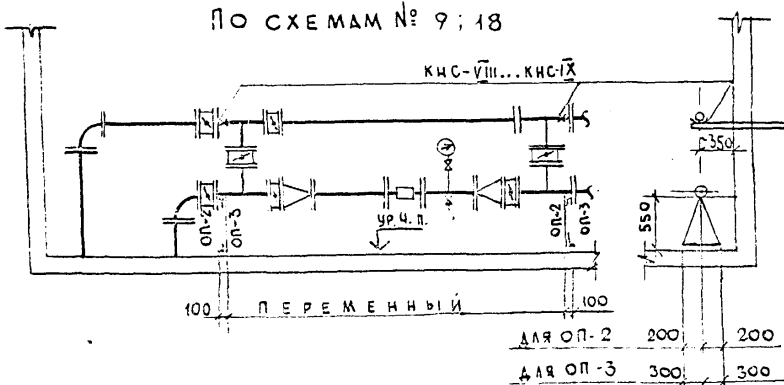 ПО СХЕМАМ № 9; 18
КНС-VIII...КНС-IX
350
550
ОП-2
ОП-3
УР. Ч. П.
ОП-2
ОП-3
100 ПЕРЕМЕННЫЙ 100
ДЛЯ ОП-2 200 200
ДЛЯ ОП-3 300 300